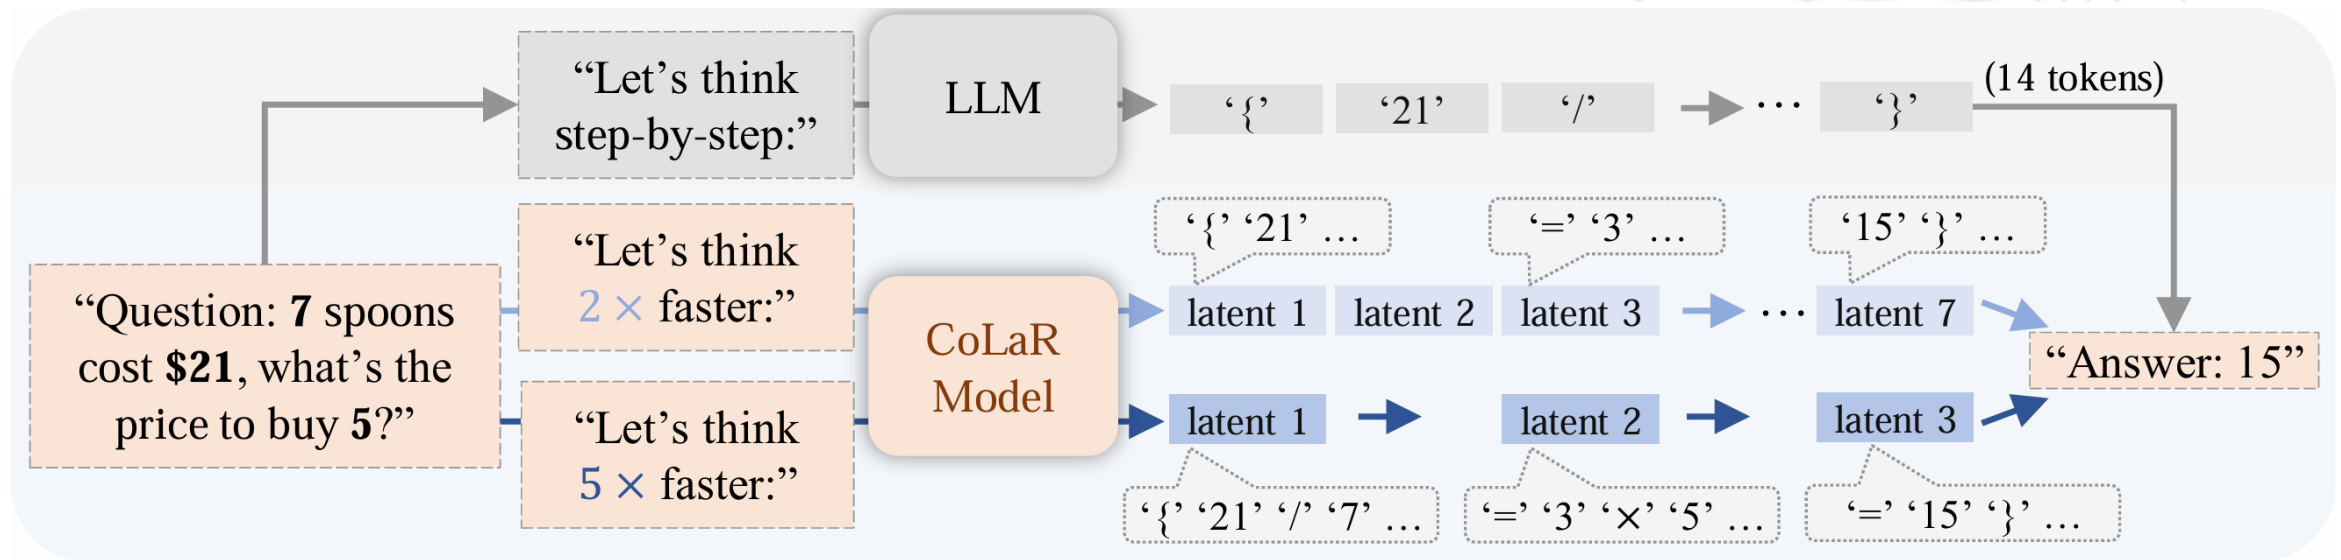 “Let’s think
step-by-step:”
LLM
‘{’ ‘21’ ‘/’ ··· ‘}’
(14 tokens)
“Question: 7 spoons
cost $21, what’s the
price to buy 5?”
“Let’s think
2 × faster:”
“Let’s think
5 × faster:”
CoLaR
Model
‘{’ ‘21’ …
‘=’ ‘3’ …
‘15’ ‘}’ …
latent 1 latent 2 latent 3 ··· latent 7
latent 1 latent 2 latent 3
‘{’ ‘21’ ‘/’ ‘7’ …
‘=’ ‘3’ ‘×’ ‘5’ …
‘=’ ‘15’ ‘}’ …
“Answer: 15”